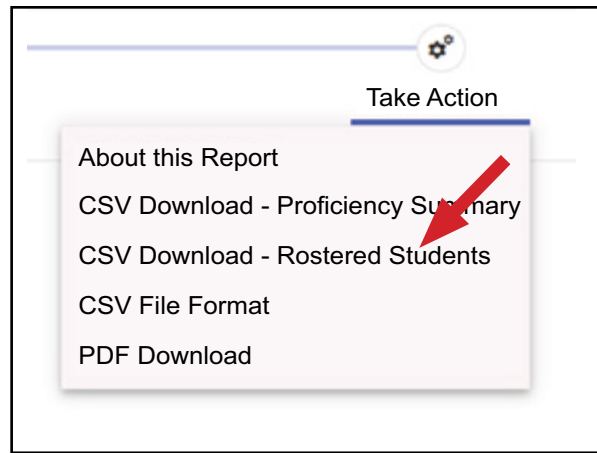 Take Action
About this Report
CSV Download - Proficiency Summary
CSV Download - Rostered Students
CSV File Format
PDF Download